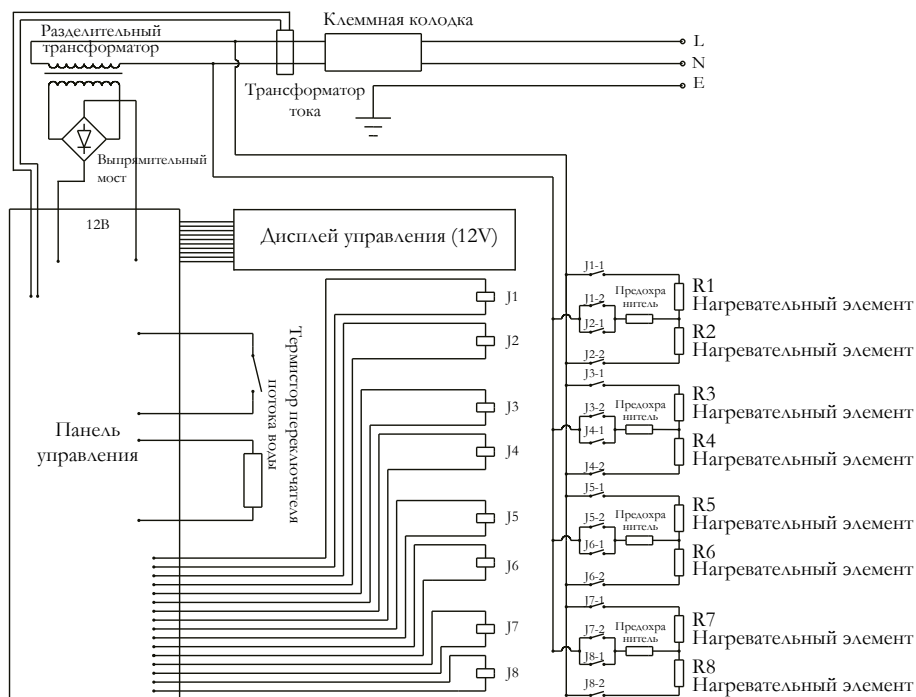 Клеммная колодка
Разделительный
трансформатор
L
N
E
Трансформатор
тока
Выпрямительный
мост
12В
Дисплей управления (12V)
J1
J2
J3
J4
J5
J6
J7
J8
Термистор переключателя
потока воды
Панель
управления
J1-1
J1-2
Предохра
нитель
J2-1
J2-2
R1
Нагревательный элемент
R2
Нагревательный элемент
J3-1
J3-2
Предохра
нитель
J4-1
J4-2
R3
Нагревательный элемент
R4
Нагревательный элемент
J5-1
J5-2
Предохра
нитель
J6-1
J6-2
R5
Нагревательный элемент
R6
Нагревательный элемент
J7-1
J7-2
Предохра
нитель
J8-1
J8-2
R7
Нагревательный элемент
R8
Нагревательный элемент